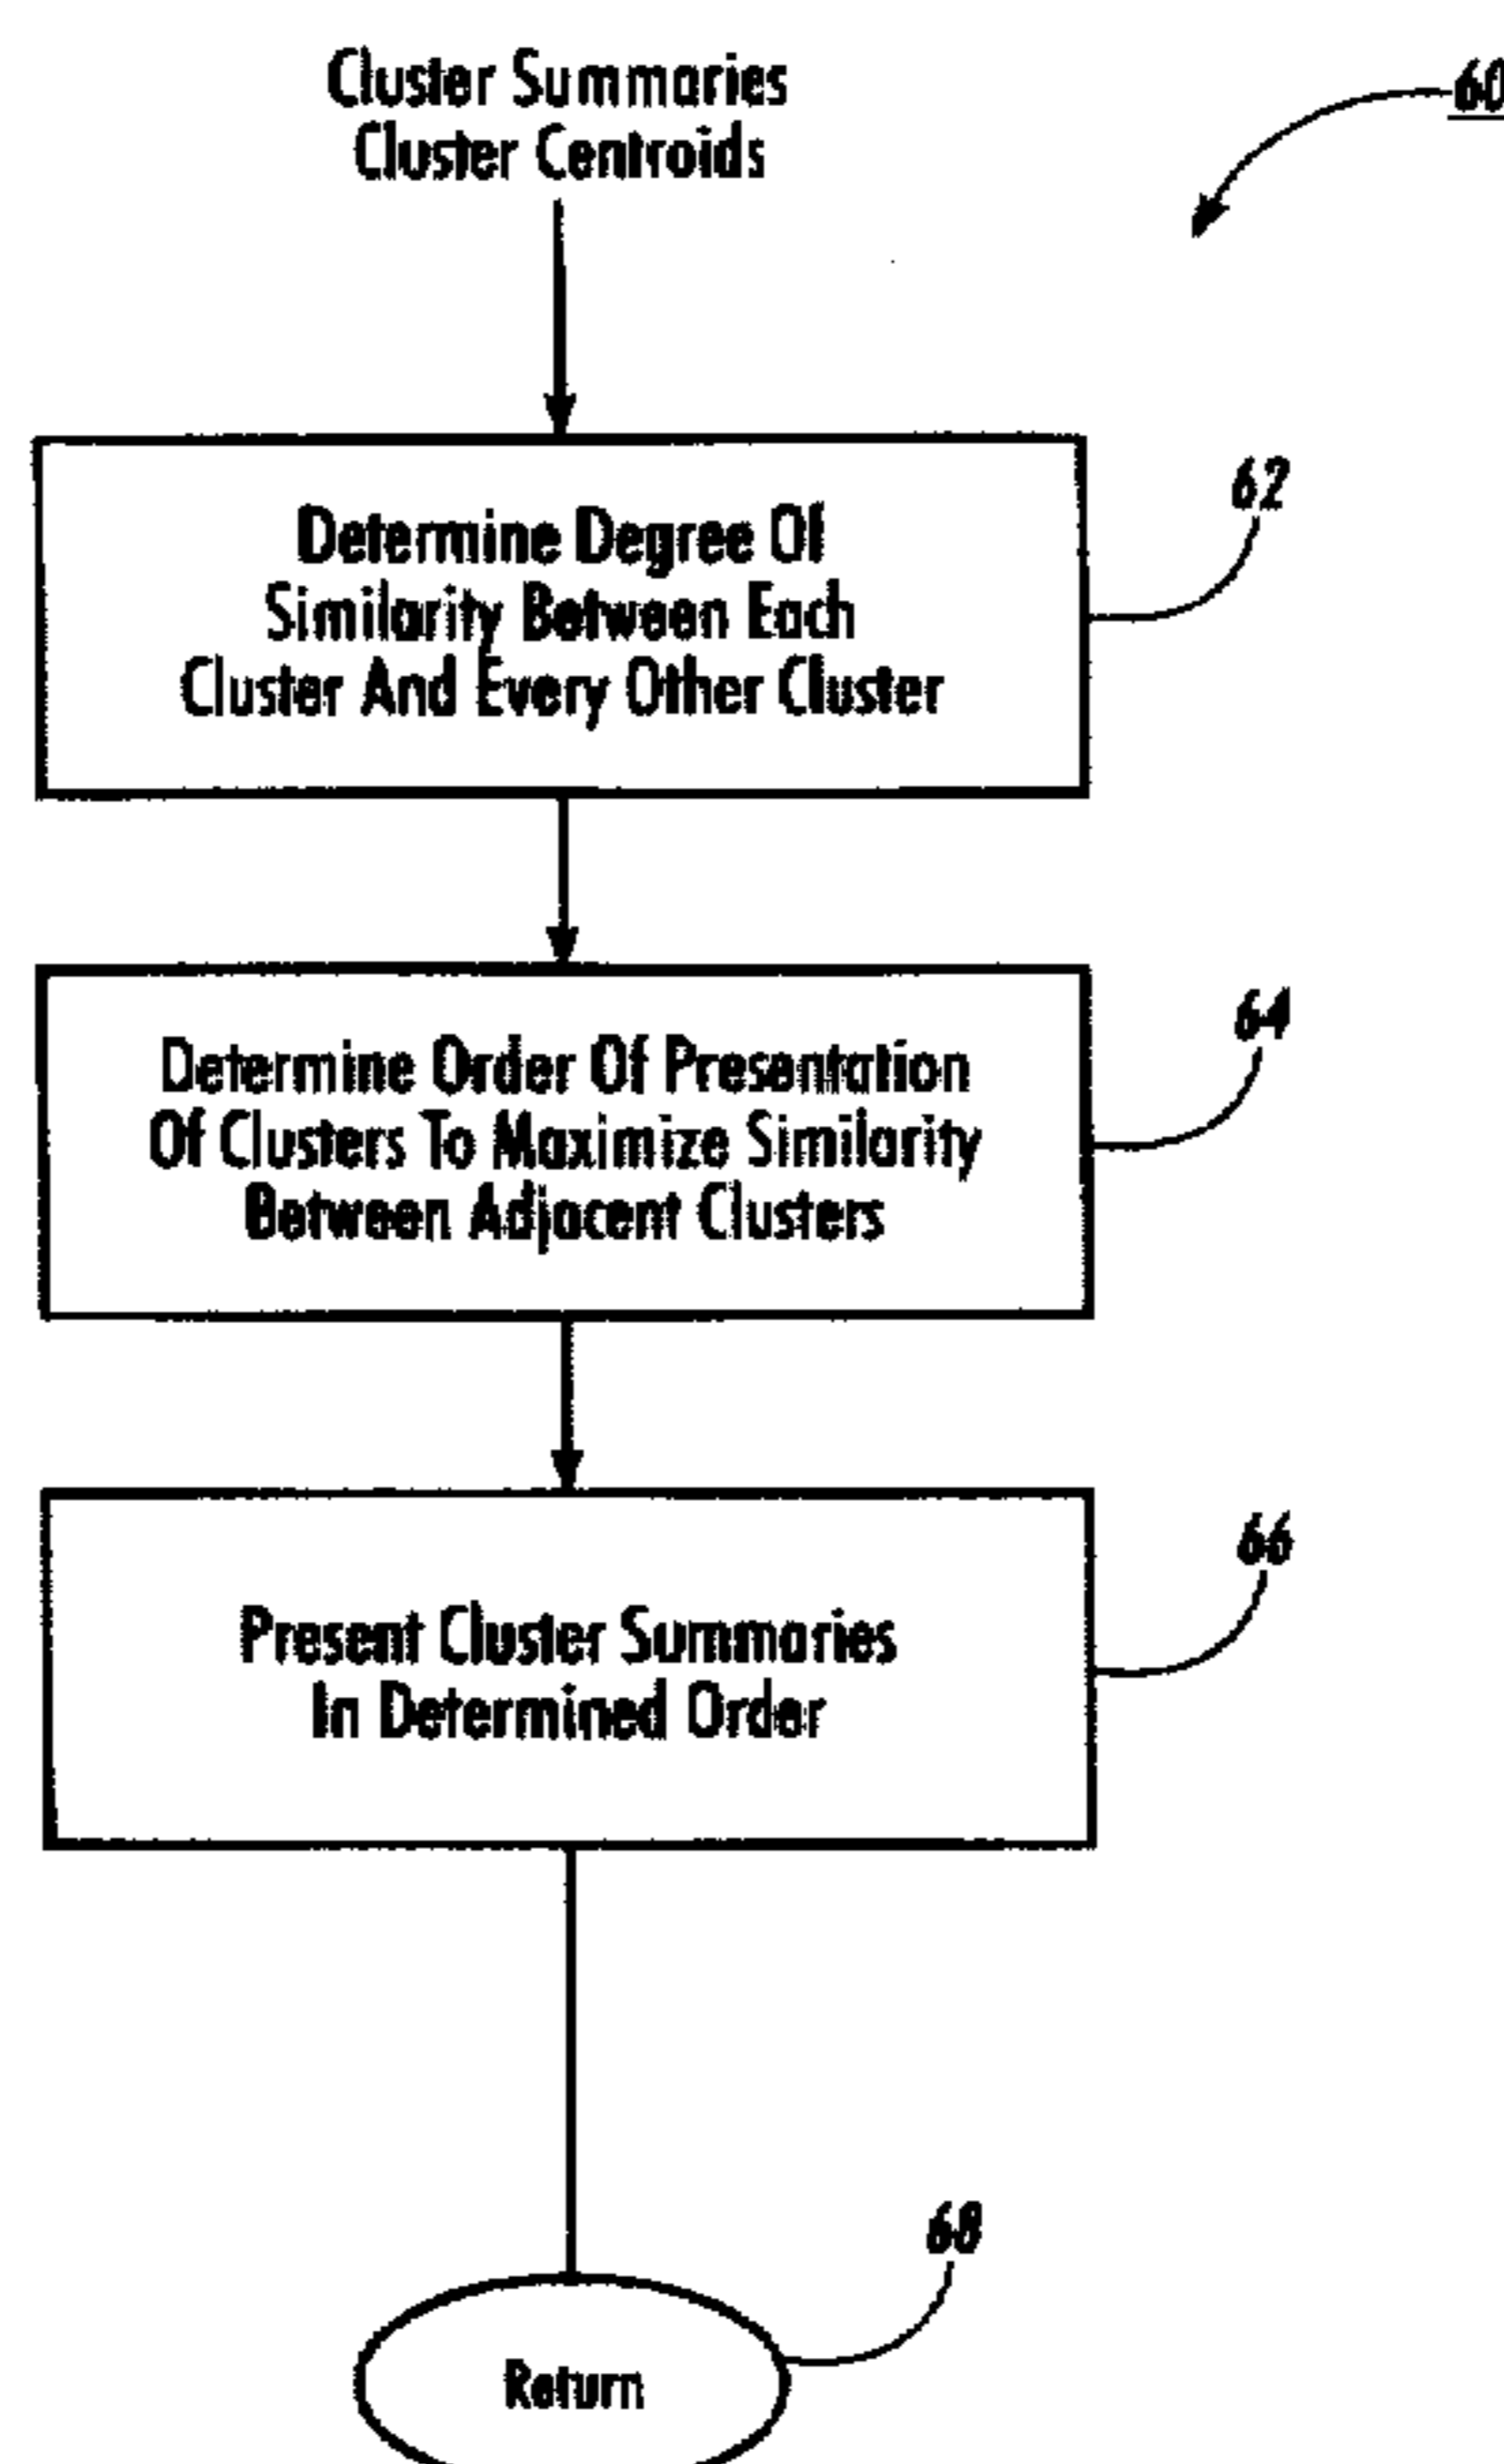 Cluster Summaries
Cluster Centroids
60
Determine Degree Of
Similarity Between Each
Cluster And Every Other Cluster
62
Determine Order Of Presentation
Of Clusters To Maximize Similarity
Between Adjacent Clusters
64
Present Cluster Summaries
In Determined Order
66
68
Return